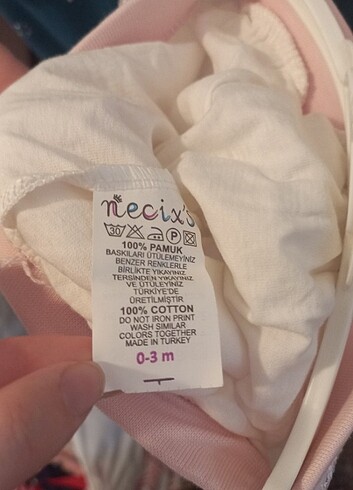 necix's
30 P
100% PAMUK
BASKILARI ÜTÜLEMEYİNİZ
BENZER RENKLERLE
BİRLİKTE YIKAYINIZ.
TERSİNDEN YIKAYINIZ
VE ÜTÜLEYİNİZ
TÜRKİYE'DE
ÜRETİLMİŞTİR
100% COTTON
DO NOT IRON PRINT
WASH SIMILAR
COLORS TOGETHER
MADE IN TURKEY
0-3 m